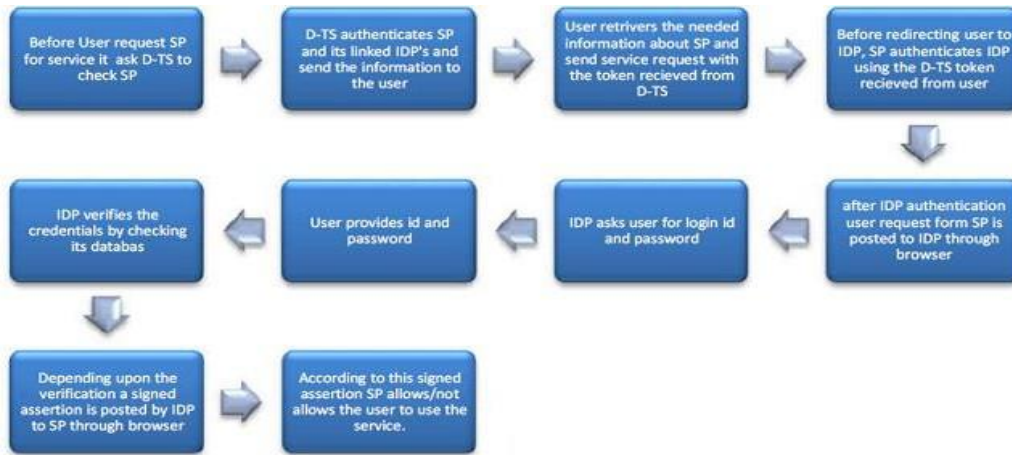 Before User request SP
for service it ask D-TS to
check SP
D-TS authenticates SP
and its linked IDP's and
send the information to
the user
User retrivers the needed
information about SP and
send service request with
the token recieved from
D-TS
Before redirecting user to
IDP, SP authenticates IDP
using the D-TS token
recieved from user
after IDP authentication
user request form SP is
posted to IDP through
browser
IDP asks user for login id
and password
User provides id and
password
IDP verifies the
credentials by checking
its databas
Depending upon the
verification a signed
assertion is posted by IDP
to SP through browser
According to this signed
assertion SP allows/not
allows the user to use the
service.